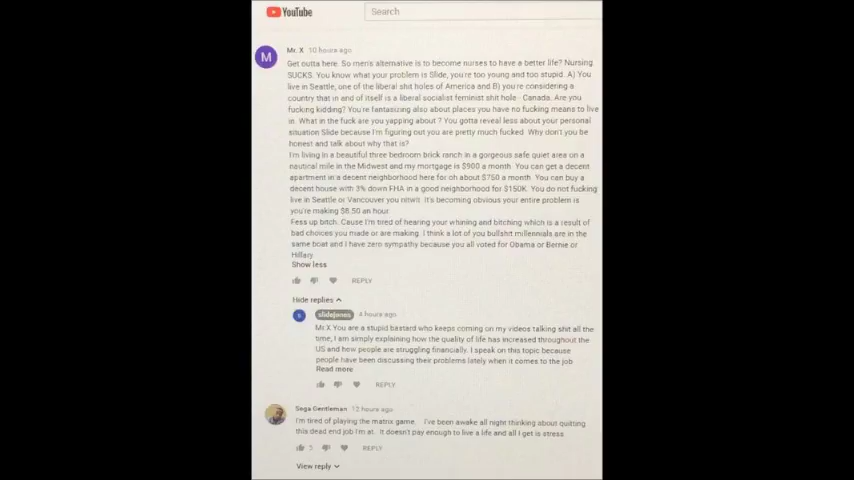 YouTube
Search
Mr. X 10 hours ago
M
Get outta here. So men's alternative is to become nurses to have a better life? Nursing
SUCKS. You know what your problem is Slide, you're too young and too stupid. A) You
live in Seattle, one of the liberal shit holes of America and B) you're considering a
country that in and of itself is a liberal socialist feminist shit hole - Canada. Are you
fucking kidding? You're fantasizing also about places you have no fucking means to live
in. What in the fuck are you yapping about ? You gotta reveal less about your personal
situation Slide because I'm figuring out you are pretty much fucked. Why don't you be
honest and talk about why that is?
I'm living in a beautiful three bedroom brick ranch in a gorgeous safe quiet area on a
nautical mile in the Midwest and my mortgage is $900 a month. You can get a decent
apartment in a decent neighborhood here for oh about $750 a month. You can buy a
decent house with 3% down FHA in a good neighborhood for $150K. You do not fucking
live in Seattle or Vancouver you nitwit. It's becoming obvious your entire problem is
you're making $8.50 an hour.
Fess up bitch. Cause I'm tired of hearing your whining and bitching which is a result of
bad choices you made or are making. I think a lot of you bullshit millennials are in the
same boat and I have zero sympathy because you all voted for Obama or Bernie or
Hillary
Show less
REPLY
Hide replies
s
slidejones 4 hours ago
Mr.X You are a stupid bastard who keeps coming on my videos talking shit all the
time, I am simply explaining how the quality of life has increased throughout the
US and how people are struggling financially. I speak on this topic because
people have been discussing their problems lately when it comes to the job
Read more
REPLY
Sega Gentleman 12 hours ago
I'm tired of playing the matrix game. I've been awake all night thinking about quitting
this dead end job I'm at. It doesn't pay enough to live a life and all I get is stress
REPLY
View reply